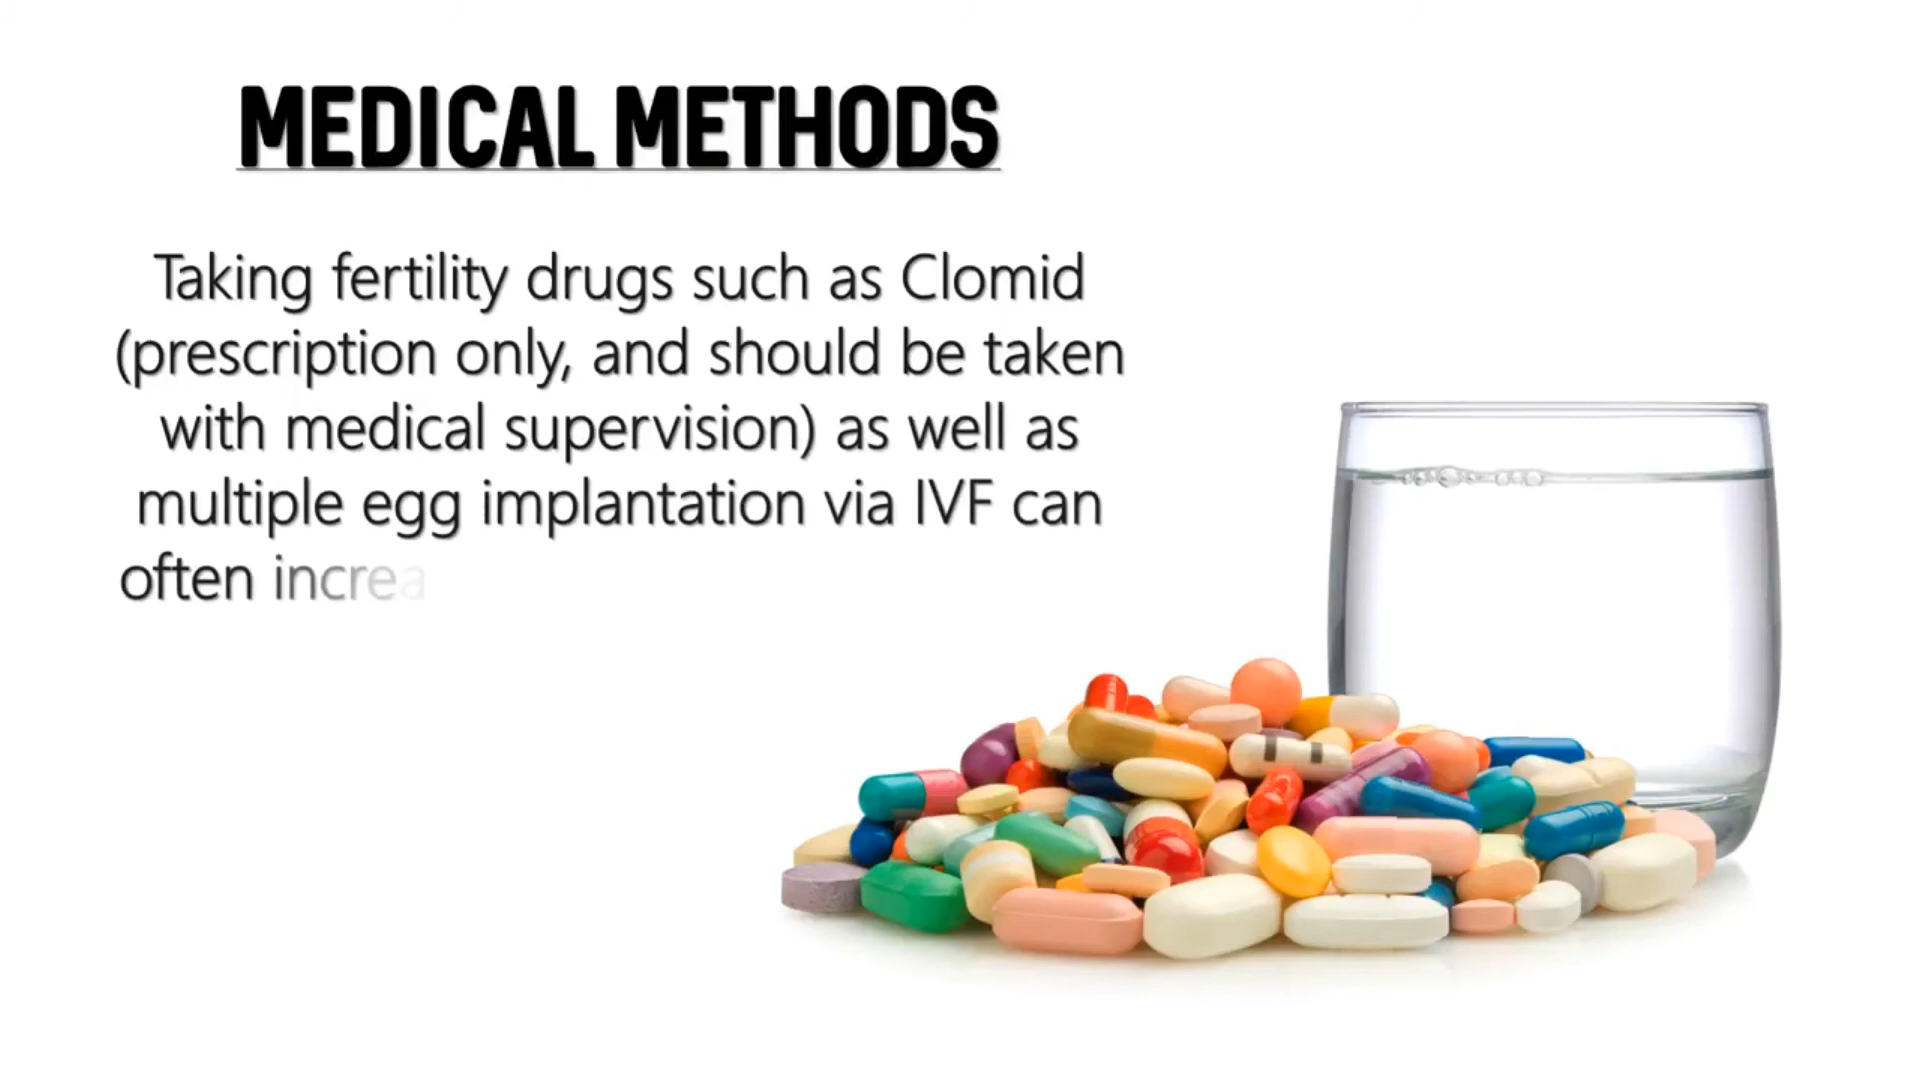 MEDICAL METHODS
Taking fertility drugs such as Clomid
(prescription only, and should be taken
with medical supervision) as well as
multiple egg implantation via IVF can
often increa